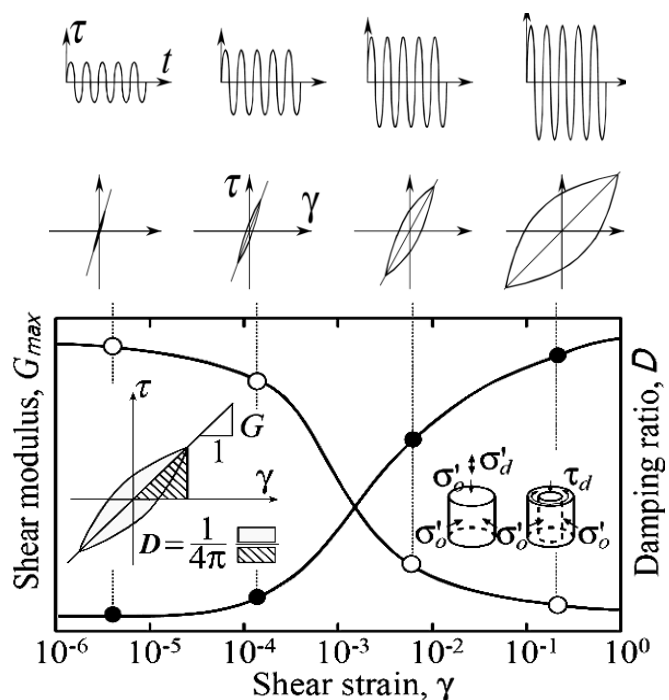 τ
t
τ
γ
Shear modulus, G_max
Damping ratio, D
τ
G
1
γ
D = 1/4π
σ'_o σ'_d
σ'_o σ'_o
τ_d
σ'_o
10^-6 10^-5 10^-4 10^-3 10^-2 10^-1 10^0
Shear strain, γ